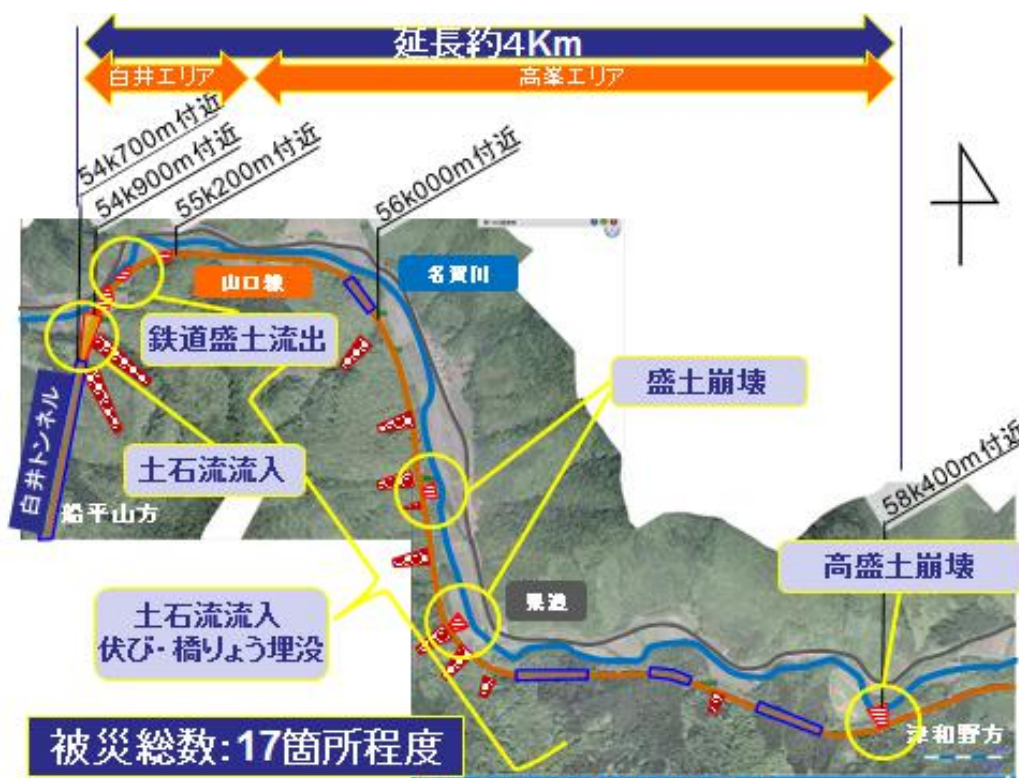 延長約4Km
白井エリア
高峯エリア
54k700m付近
54k900m付近
55k200m付近
56k000m付近
山口線
名賀川
鉄道盛土流出
盛土崩壊
白井トンネル
土石流流入
船平山方
58k400m付近
高盛土崩壊
県道
土石流流入
伏び・橋りょう埋没
被災総数:17箇所程度
津和野方